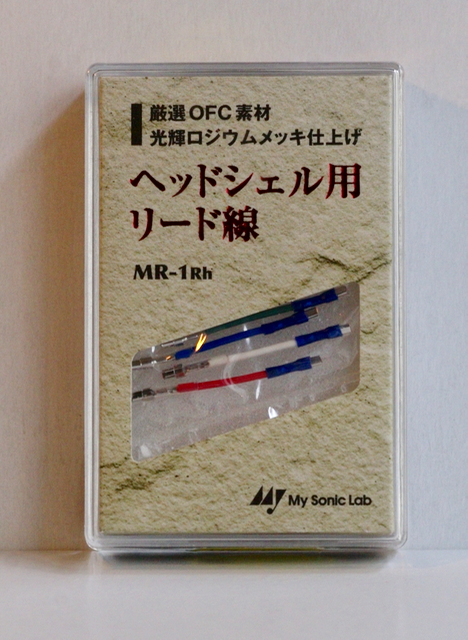 厳選OFC素材
光輝ロジウムメッキ仕上げ
ヘッドシェル用
リード線
MR-1Rh
My Sonic Lab